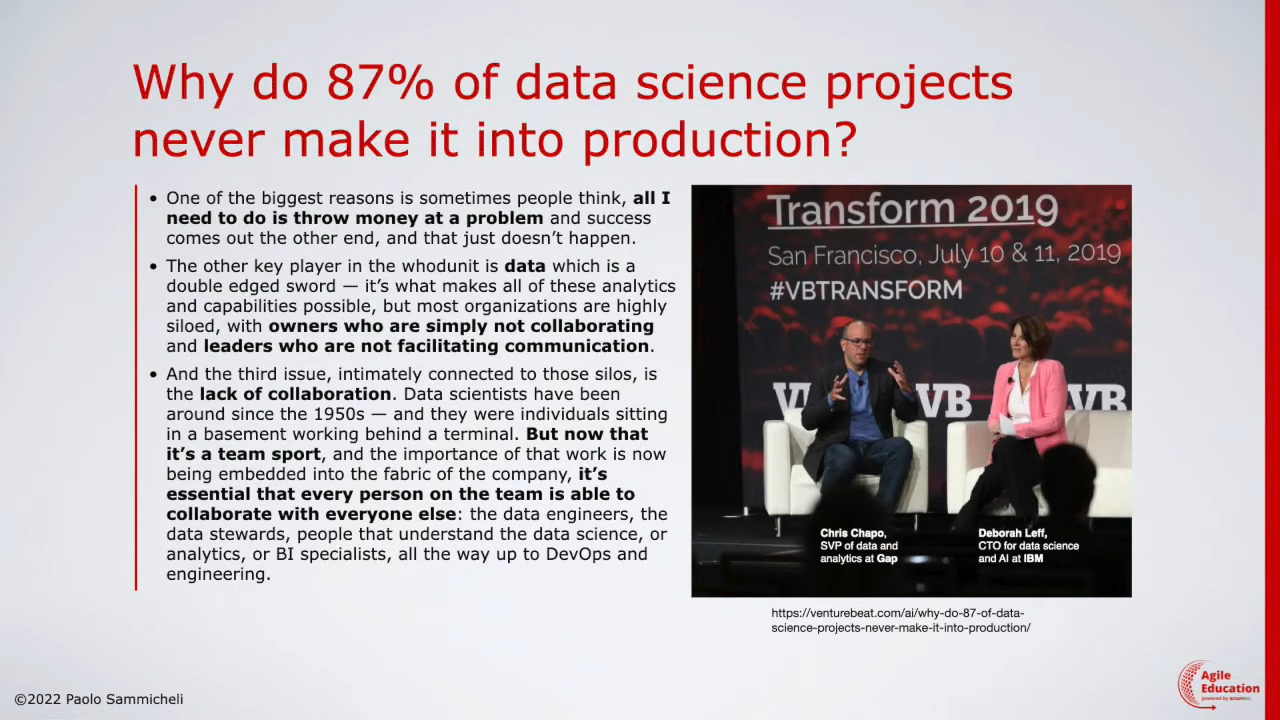 Why do 87% of data science projects
never make it into production?
• One of the biggest reasons is sometimes people think, all I
need to do is throw money at a problem and success
comes out the other end, and that just doesn’t happen.
• The other key player in the whodunit is data which is a
double edged sword — it’s what makes all of these analytics
and capabilities possible, but most organizations are highly
siloed, with owners who are simply not collaborating
and leaders who are not facilitating communication.
• And the third issue, intimately connected to those silos, is
the lack of collaboration. Data scientists have been
around since the 1950s — and they were individuals sitting
in a basement working behind a terminal. But now that
it’s a team sport, and the importance of that work is now
being embedded into the fabric of the company, it’s
essential that every person on the team is able to
collaborate with everyone else: the data engineers, the
data stewards, people that understand the data science, or
analytics, or BI specialists, all the way up to DevOps and
engineering.
Transform 2019
San Francisco, July 10 & 11, 2019
#VBTRANSFORM
VB VB VB
Chris Chapo,
SVP of data and
analytics at Gap
Deborah Leff,
CTO for data science
and AI at IBM
https://venturebeat.com/ai/why-do-87-of-data-
science-projects-never-make-it-into-production/
©2022 Paolo Sammicheli
Agile
Education
powered by scruminc.